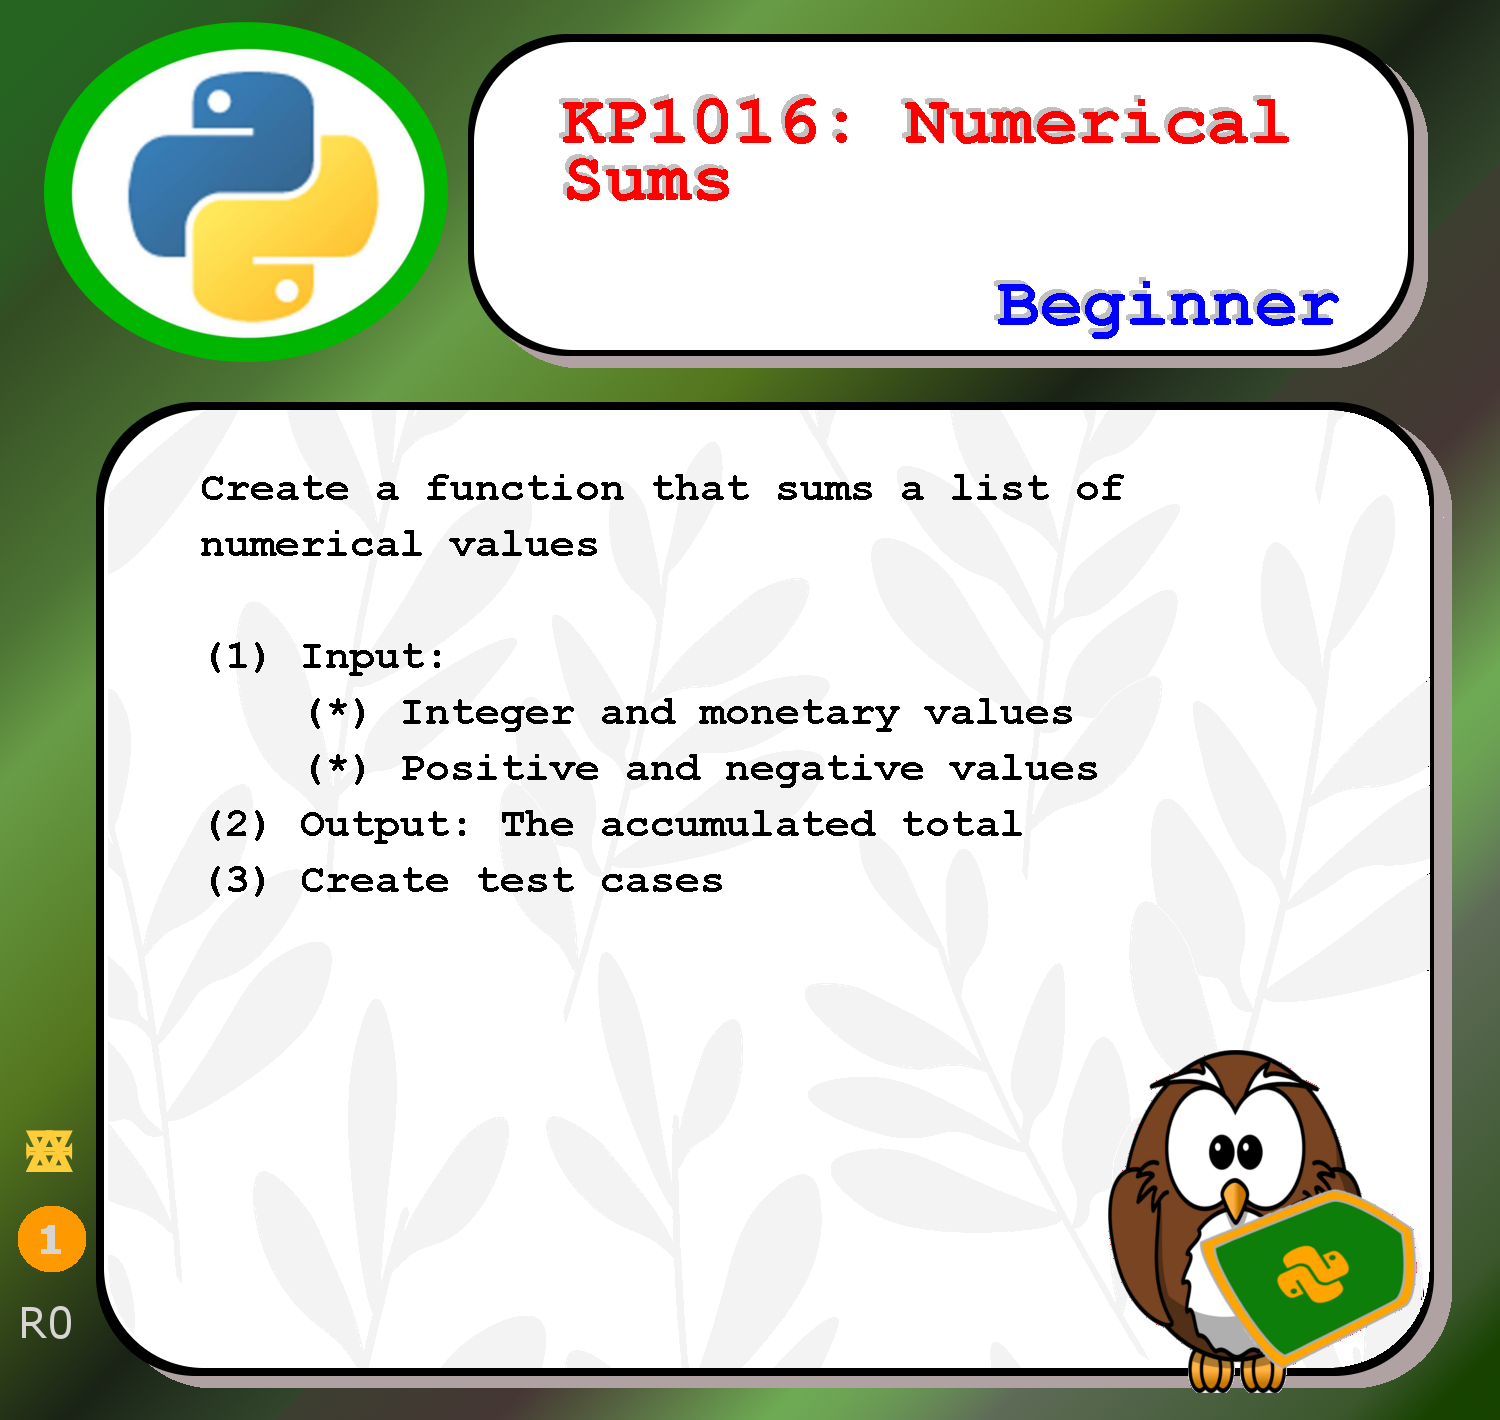 KP1016: Numerical
Sums
Beginner
Create a function that sums a list of
numerical values
(1) Input:
(*) Integer and monetary values
(*) Positive and negative values
(2) Output: The accumulated total
(3) Create test cases
1
R0